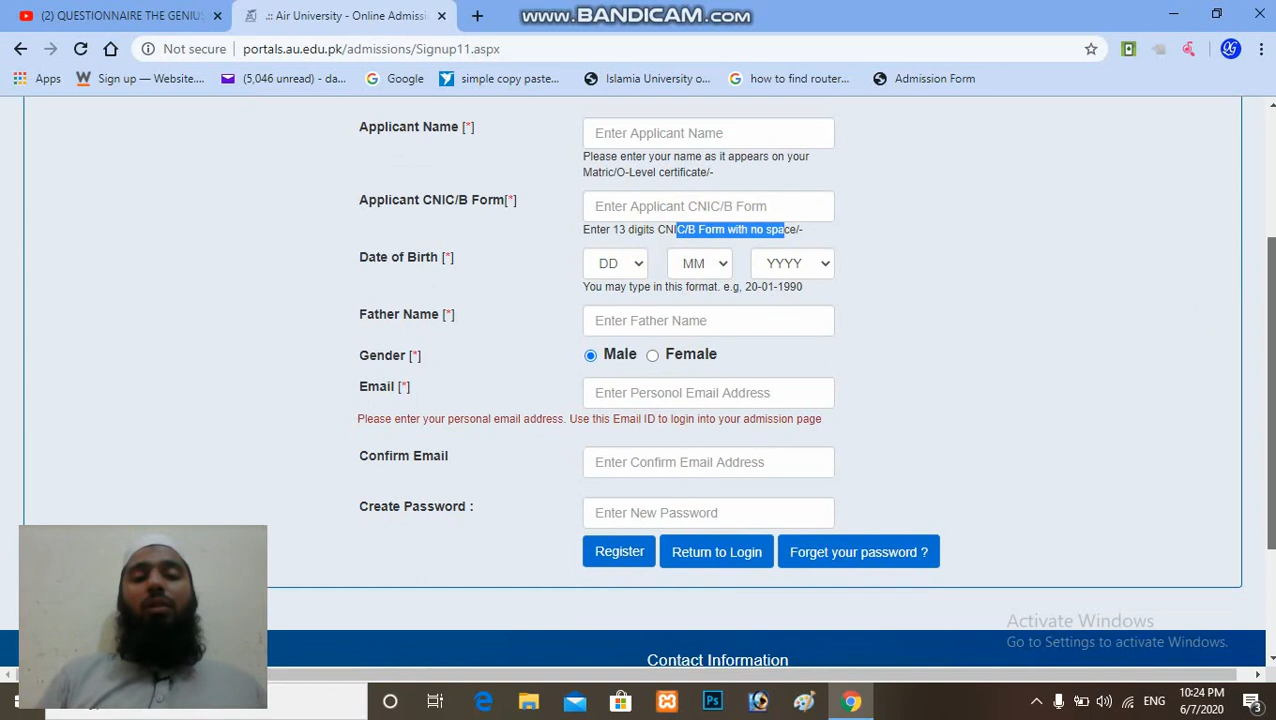 (2) QUESTIONNAIRE THE GENIUS
.:: Air University - Online Admissi
www.BANDICAM.com
Not secure
portals.au.edu.pk/admissions/Signup11.aspx
Apps
Sign up — Website....
(5,046 unread) - da...
Google
simple copy paste...
Islamia University o...
how to find router...
Admission Form
Applicant Name [*]
Enter Applicant Name
Please enter your name as it appears on your
Matric/O-Level certificate/-
Applicant CNIC/B Form[*]
Enter Applicant CNIC/B Form
Enter 13 digits CNIC/B Form with no space/-
Date of Birth [*]
DD
MM
YYYY
You may type in this format. e.g, 20-01-1990
Father Name [*]
Enter Father Name
Gender [*]
Male
Female
Email [*]
Enter Personol Email Address
Please enter your personal email address. Use this Email ID to login into your admission page
Confirm Email
Enter Confirm Email Address
Create Password :
Enter New Password
Register
Return to Login
Forget your password ?
Activate Windows
Go to Settings to activate Windows.
Contact Information
Ps
ENG
10:24 PM
6/7/2020
3